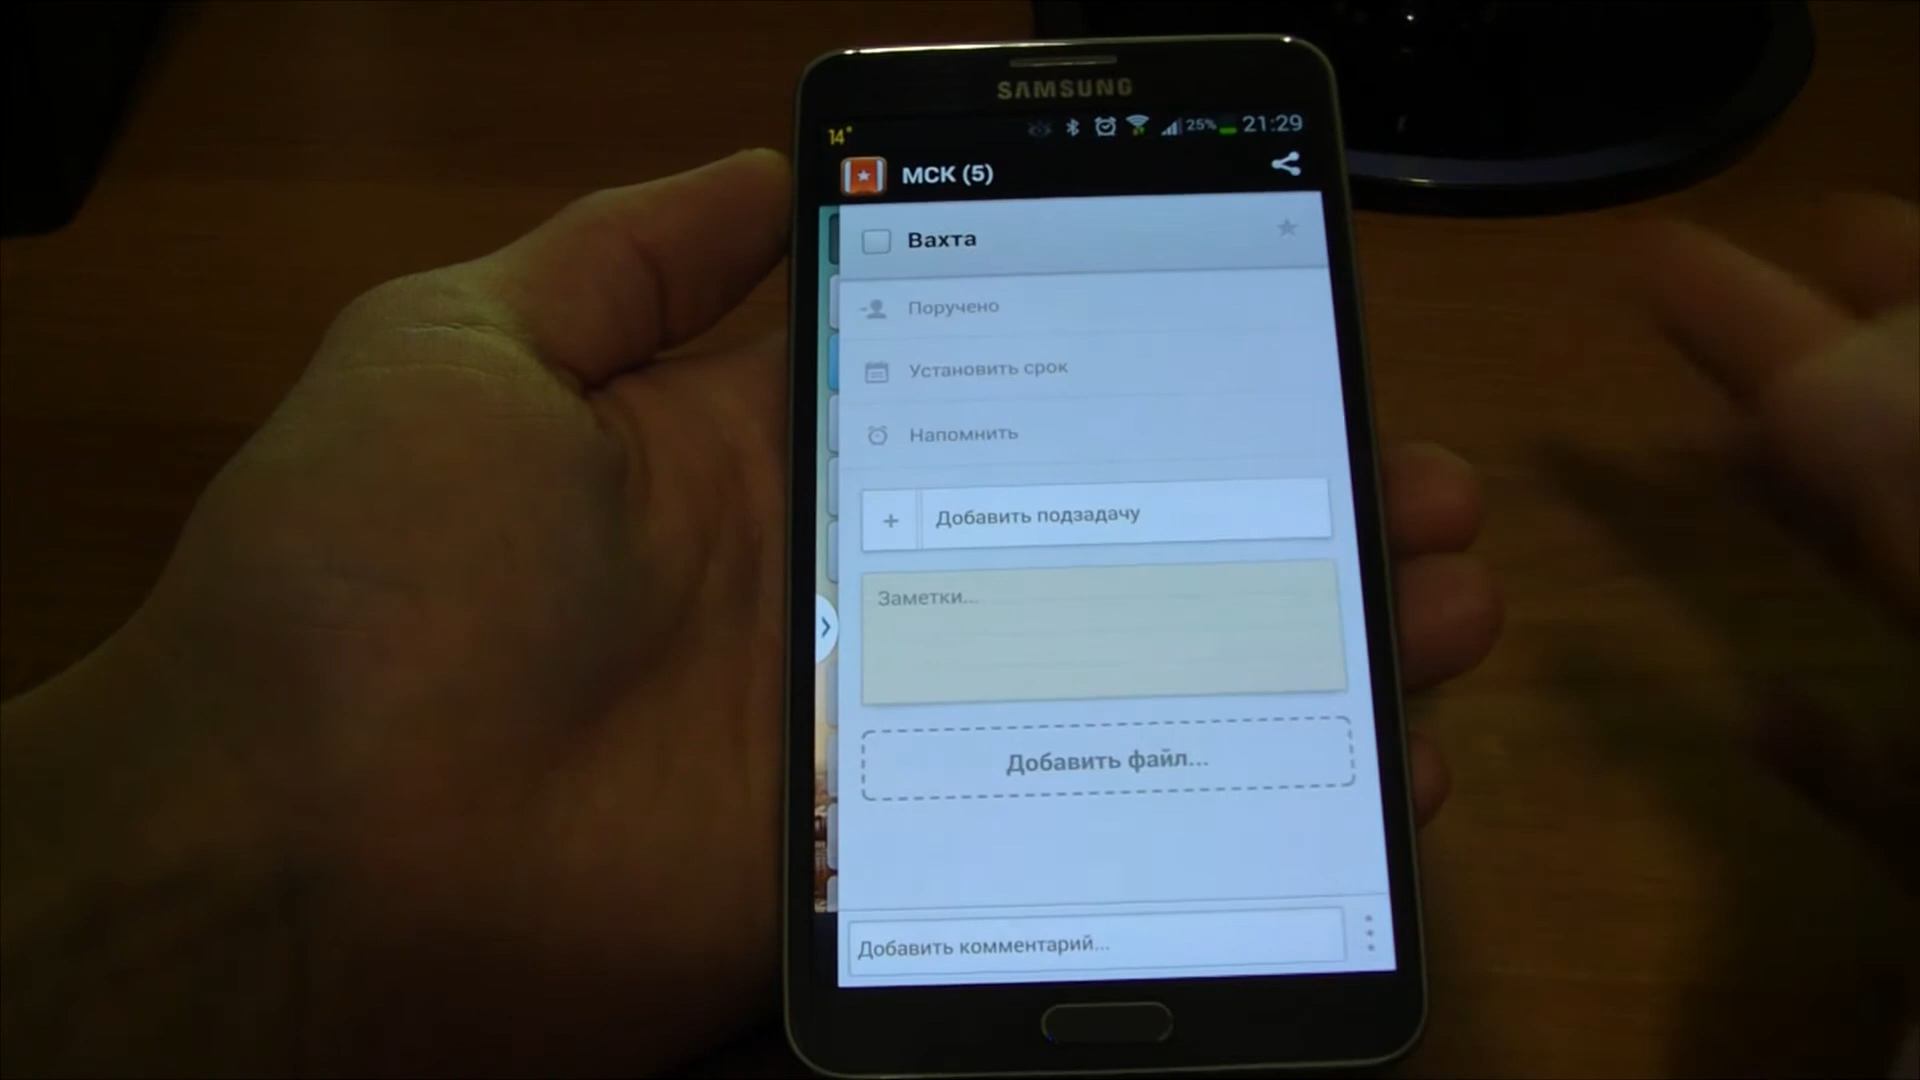 SAMSUNG
14°
25% 21:29
МСК (5)
Вахта
Поручено
Установить срок
Напомнить
+ Добавить подзадачу
Заметки...
Добавить файл...
Добавить комментарий...